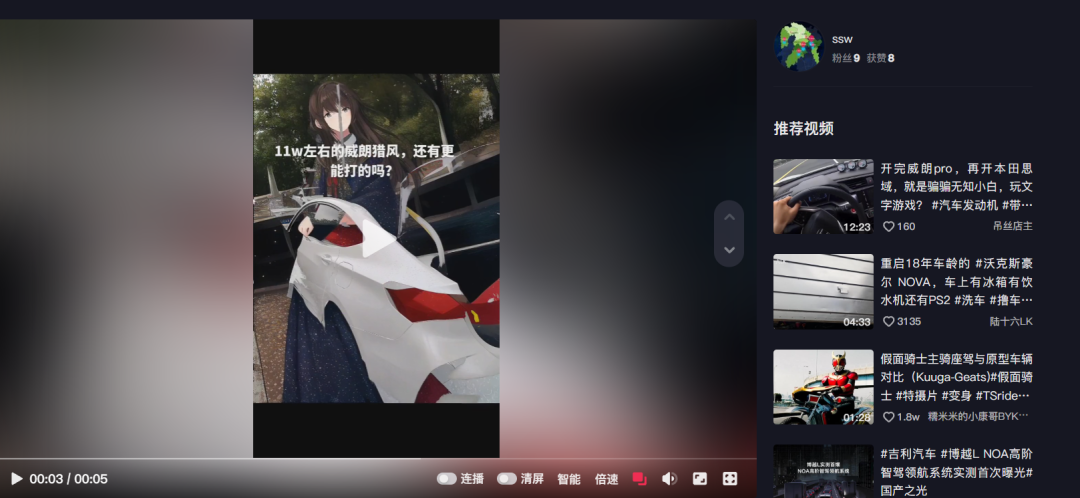 11w左右的威朗猎风，还有更
能打的吗？
00:03 / 00:05
连播
清屏
智能
倍速
ssw
粉丝9 获赞8
推荐视频
12:23
开完威朗pro，再开本田思
域，就是骗骗无知小白，玩文
字游戏？ #汽车发动机 #带…
160
吊丝店主
04:33
重启18年车龄的 #沃克斯豪
尔 NOVA，车上有冰箱有饮
水机还有PS2 #洗车 #撸车…
3135
陆十六LK
01:28
假面骑士主骑座驾与原型车辆
对比（Kuuga-Geats)#假面骑
士 #特摄片 #变身 #TSride…
1.8w
糯米米的小康哥BYK…
博越L实测首曝
NOA高阶智驾领航系统
#吉利汽车 #博越L NOA高阶
智驾领航系统实测首次曝光#
国产之光